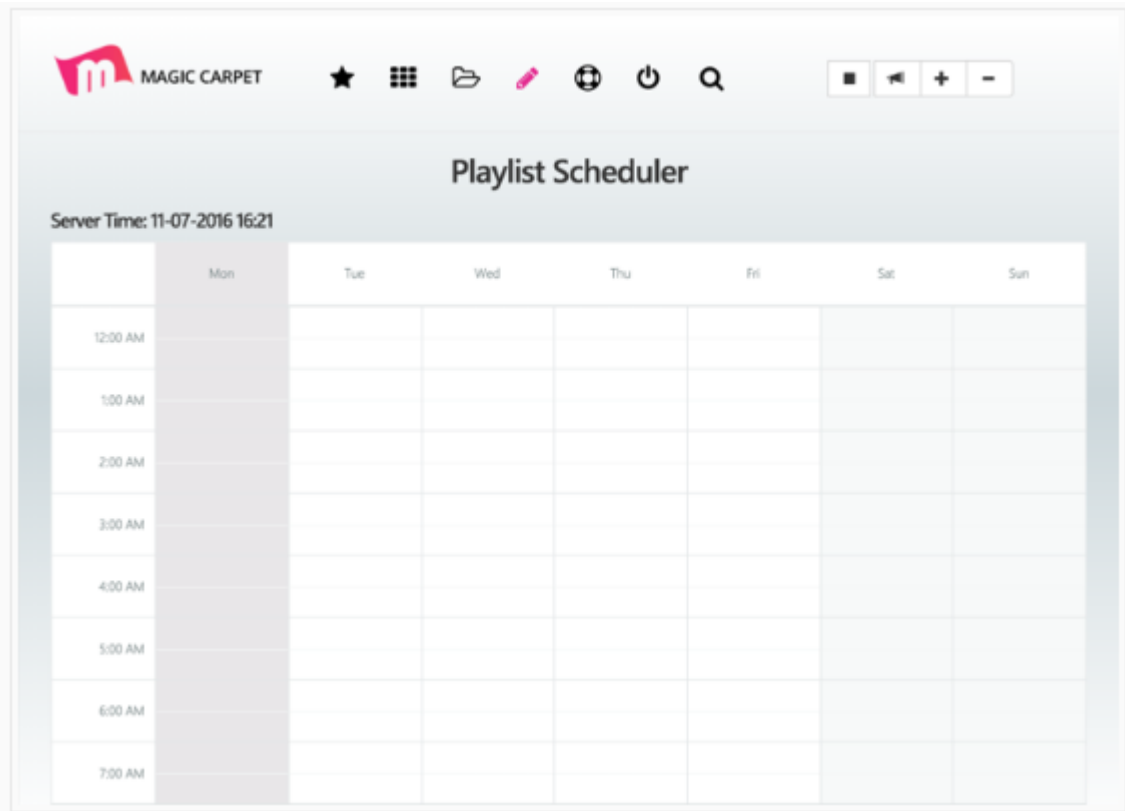 MAGIC CARPET
Playlist Scheduler
Server Time: 11-07-2016 16:21
Mon Tue Wed Thu Fri Sat Sun
12:00 AM
1:00 AM
2:00 AM
3:00 AM
4:00 AM
5:00 AM
6:00 AM
7:00 AM